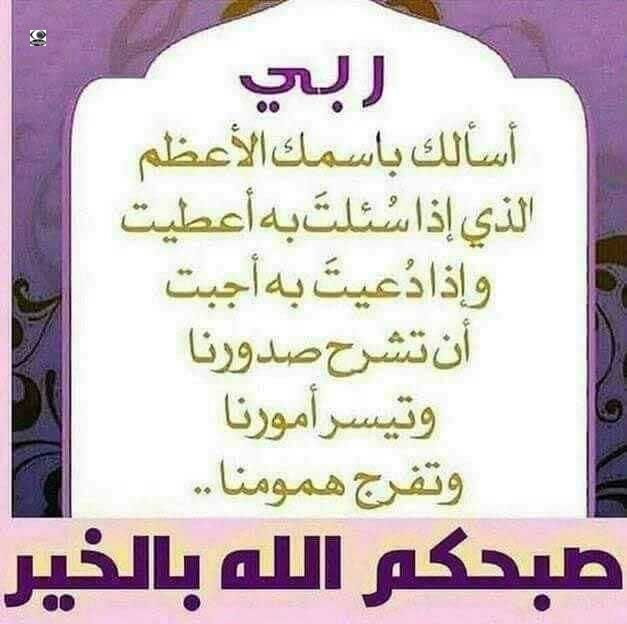 ربي
أسألك باسمك الأعظم
الذي إذا سُئلتَ به أعطيت
وإذا دُعيتَ به أجبت
أن تشرح صدورنا
وتيسر أمورنا
وتفرج همومنا ..
صبحكم الله بالخير